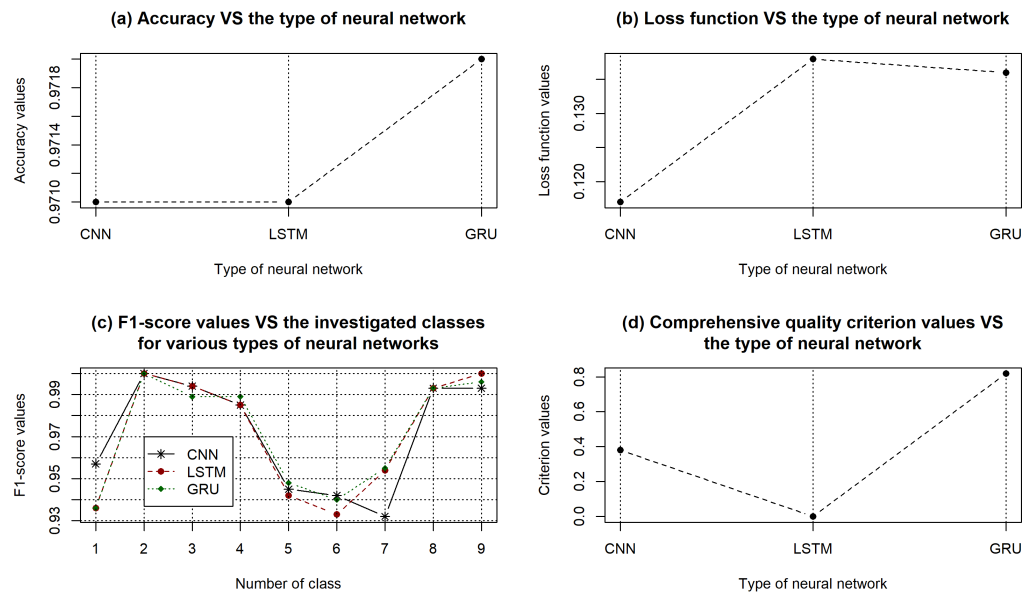 (a) Accuracy VS the type of neural network
Accuracy values
0.9710 0.9714 0.9718
CNN LSTM GRU
Type of neural network
(b) Loss function VS the type of neural network
Loss function values
0.120 0.130
CNN LSTM GRU
Type of neural network
(c) F1-score values VS the investigated classes
for various types of neural networks
F1-score values
0.93 0.95 0.97 0.99
CNN
LSTM
GRU
1 2 3 4 5 6 7 8 9
Number of class
(d) Comprehensive quality criterion values VS
the type of neural network
Criterion values
0.0 0.2 0.4 0.6 0.8
CNN LSTM GRU
Type of neural network